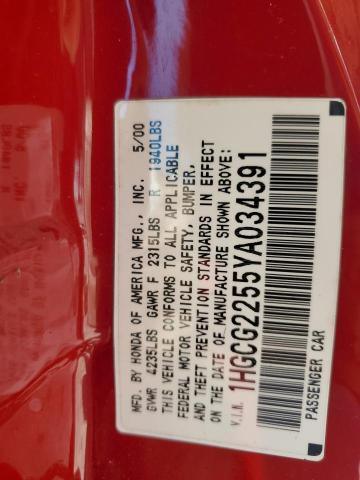 MFD. BY HONDA OF AMERICA MFG., INC. 5/00
GVWR 4235LBS GAWR F 2315LBS R 1940LBS
THIS VEHICLE CONFORMS TO ALL APPLICABLE
FEDERAL MOTOR VEHICLE SAFETY, BUMPER,
AND THEFT PREVENTION STANDARDS IN EFFECT
ON THE DATE OF MANUFACTURE SHOWN ABOVE:
V.I.N. 1HGCG2255YA034391
PASSENGER CAR